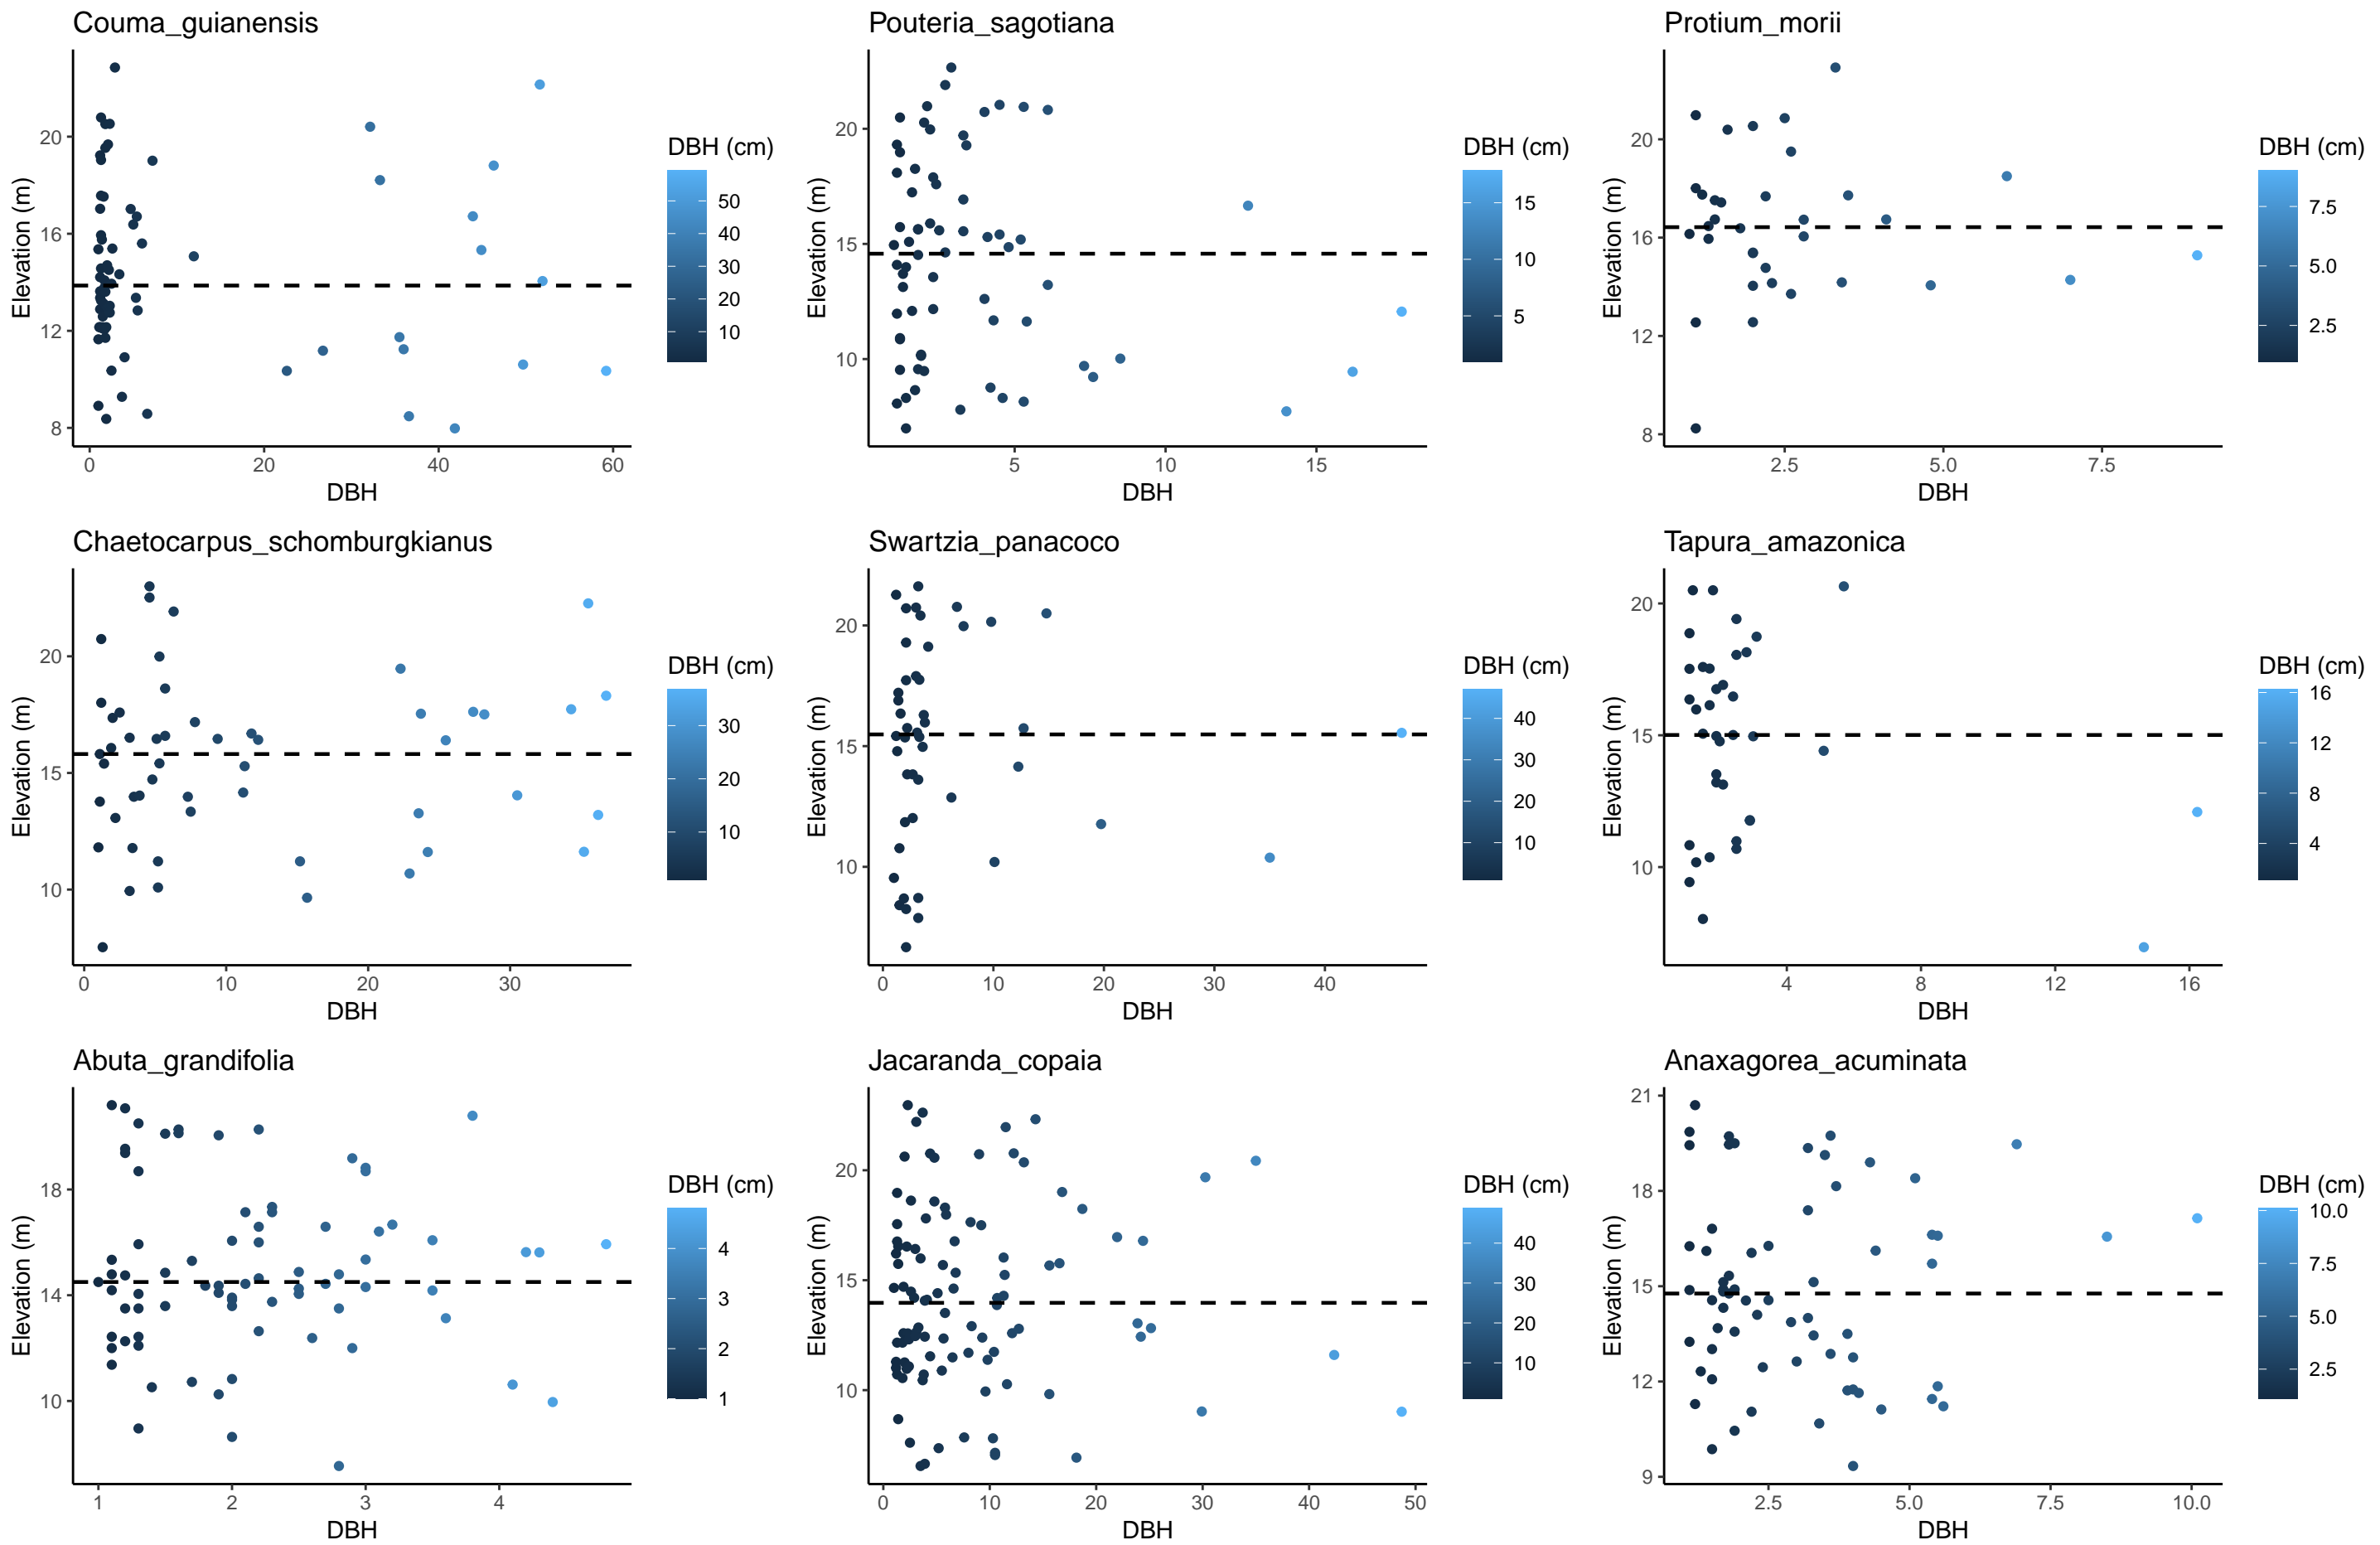 Couma_guianensis
Elevation (m)
20
16
12
8
0
20
40
60
DBH
DBH (cm)
50
40
30
20
10
Pouteria_sagotiana
Elevation (m)
20
15
10
5
10
15
DBH
DBH (cm)
15
10
5
Protium_morii
Elevation (m)
20
16
12
8
2.5
5.0
7.5
DBH
DBH (cm)
7.5
5.0
2.5
Chaetocarpus_schomburgkianus
Elevation (m)
20
15
10
0
10
20
30
DBH
DBH (cm)
30
20
10
Swartzia_panacoco
Elevation (m)
20
15
10
0
10
20
30
40
DBH
DBH (cm)
40
30
20
10
Tapura_amazonica
Elevation (m)
20
15
10
4
8
12
16
DBH
DBH (cm)
16
12
8
4
Abuta_grandifolia
Elevation (m)
18
14
10
1
2
3
4
DBH
DBH (cm)
4
3
2
1
Jacaranda_copaia
Elevation (m)
20
15
10
0
10
20
30
40
50
DBH
DBH (cm)
40
30
20
10
Anaxagorea_acuminata
Elevation (m)
21
18
15
12
9
2.5
5.0
7.5
10.0
DBH
DBH (cm)
10.0
7.5
5.0
2.5